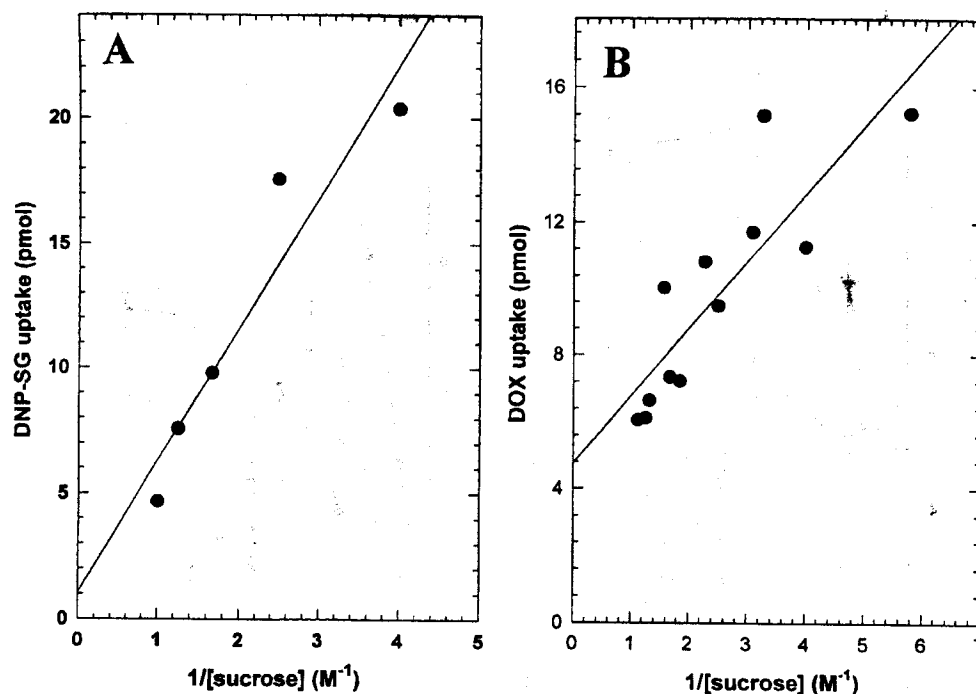 A
DNP-SG uptake (pmol)
20
15
10
5
0
0 1 2 3 4 5
1/[sucrose] (M⁻¹)
B
DOX uptake (pmol)
16
12
8
4
0
0 1 2 3 4 5 6
1/[sucrose] (M⁻¹)